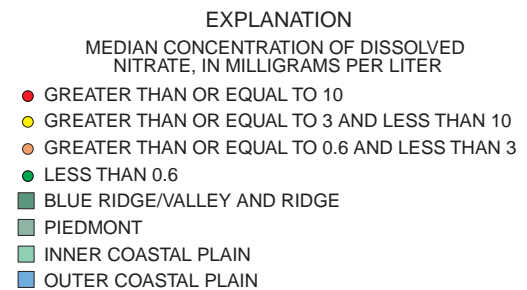 EXPLANATION
MEDIAN CONCENTRATION OF DISSOLVED
NITRATE, IN MILLIGRAMS PER LITER
GREATER THAN OR EQUAL TO 10
GREATER THAN OR EQUAL TO 3 AND LESS THAN 10
GREATER THAN OR EQUAL TO 0.6 AND LESS THAN 3
LESS THAN 0.6
BLUE RIDGE/VALLEY AND RIDGE
PIEDMONT
INNER COASTAL PLAIN
OUTER COASTAL PLAIN